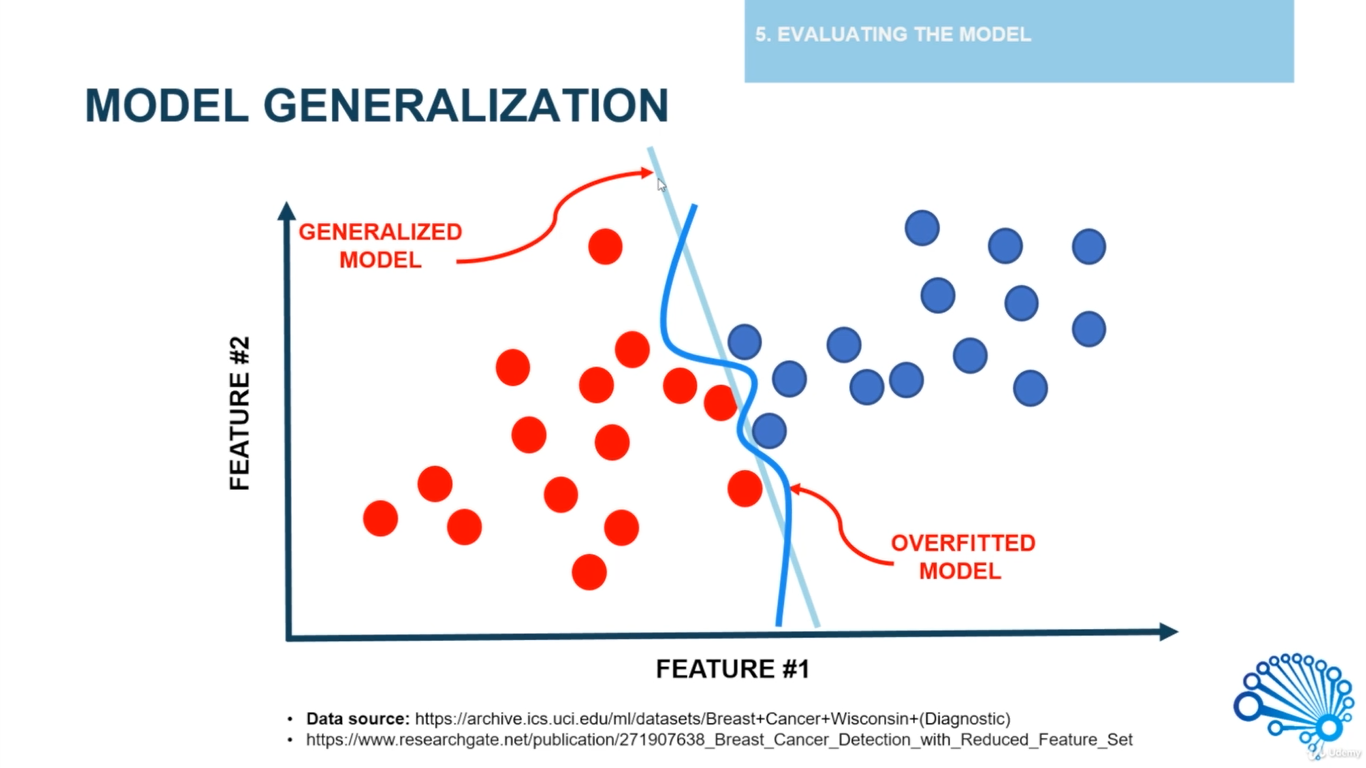 5. EVALUATING THE MODEL
MODEL GENERALIZATION
GENERALIZED
MODEL
FEATURE #2
OVERFITTED
MODEL
FEATURE #1
• Data source: https://archive.ics.uci.edu/ml/datasets/Breast+Cancer+Wisconsin+(Diagnostic)
• https://www.researchgate.net/publication/271907638_Breast_Cancer_Detection_with_Reduced_Feature_Set
Udemy